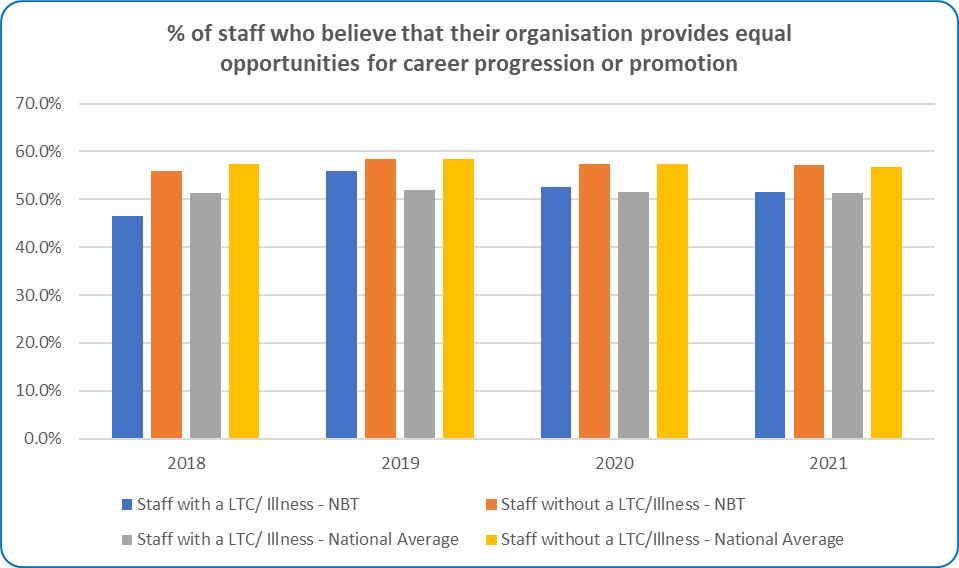 % of staff who believe that their organisation provides equal
opportunities for career progression or promotion
70.0%
60.0%
50.0%
40.0%
30.0%
20.0%
10.0%
0.0%
2018 2019 2020 2021
Staff with a LTC/ Illness - NBT Staff without a LTC/Illness - NBT
Staff with a LTC/ Illness - National Average Staff without a LTC/Illness - National Average